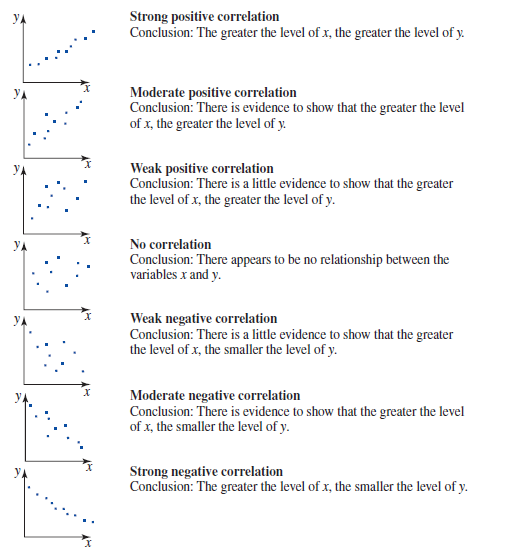 y
Strong positive correlation
Conclusion: The greater the level of x, the greater the level of y.
x
y
Moderate positive correlation
Conclusion: There is evidence to show that the greater the level
of x, the greater the level of y.
x
y
Weak positive correlation
Conclusion: There is a little evidence to show that the greater
the level of x, the greater the level of y.
x
y
No correlation
Conclusion: There appears to be no relationship between the
variables x and y.
x
y
Weak negative correlation
Conclusion: There is a little evidence to show that the greater
the level of x, the smaller the level of y.
x
y
Moderate negative correlation
Conclusion: There is evidence to show that the greater the level
of x, the smaller the level of y.
x
y
Strong negative correlation
Conclusion: The greater the level of x, the smaller the level of y.
x